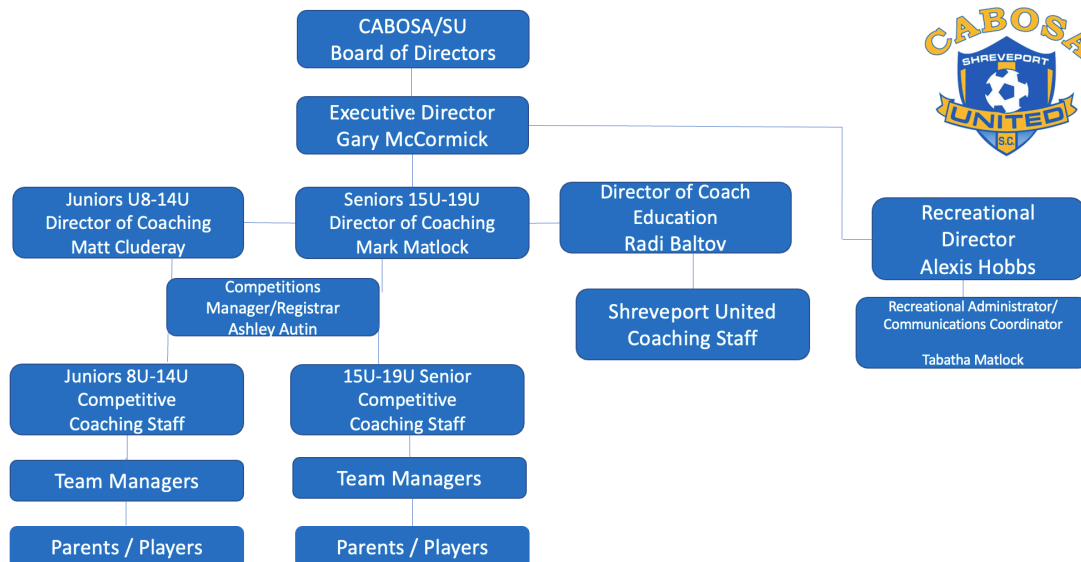 CABOSA/SU
Board of Directors
CABOSA
SHREVEPORT
UNITED
S.C.
Executive Director
Gary McCormick
Juniors U8-14U
Director of Coaching
Matt Cluderay
Seniors 15U-19U
Director of Coaching
Mark Matlock
Director of Coach
Education
Radi Baltov
Recreational
Director
Alexis Hobbs
Competitions
Manager/Registrar
Ashley Autin
Shreveport United
Coaching Staff
Recreational Administrator/
Communications Coordinator
Tabatha Matlock
Juniors 8U-14U
Competitive
Coaching Staff
15U-19U Senior
Competitive
Coaching Staff
Team Managers
Team Managers
Parents / Players
Parents / Players